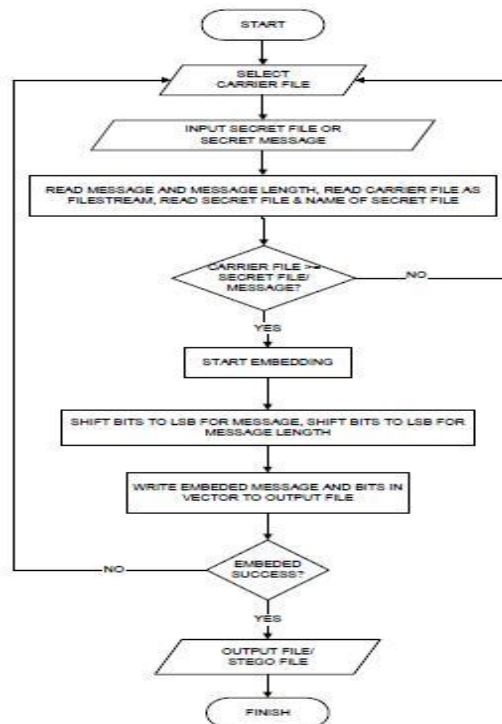 START
SELECT
CARRIER FILE
INPUT SECRET FILE OR
SECRET MESSAGE
READ MESSAGE AND MESSAGE LENGTH, READ CARRIER FILE AS
FILESTREAM, READ SECRET FILE & NAME OF SECRET FILE
CARRIER FILE >=
SECRET FILE/
MESSAGE?
NO
YES
START EMBEDDING
SHIFT BITS TO LSB FOR MESSAGE, SHIFT BITS TO LSB FOR
MESSAGE LENGTH
WRITE EMBEDED MESSAGE AND BITS IN
VECTOR TO OUTPUT FILE
NO
EMBEDED
SUCCESS?
YES
OUTPUT FILE/
STEGO FILE
FINISH